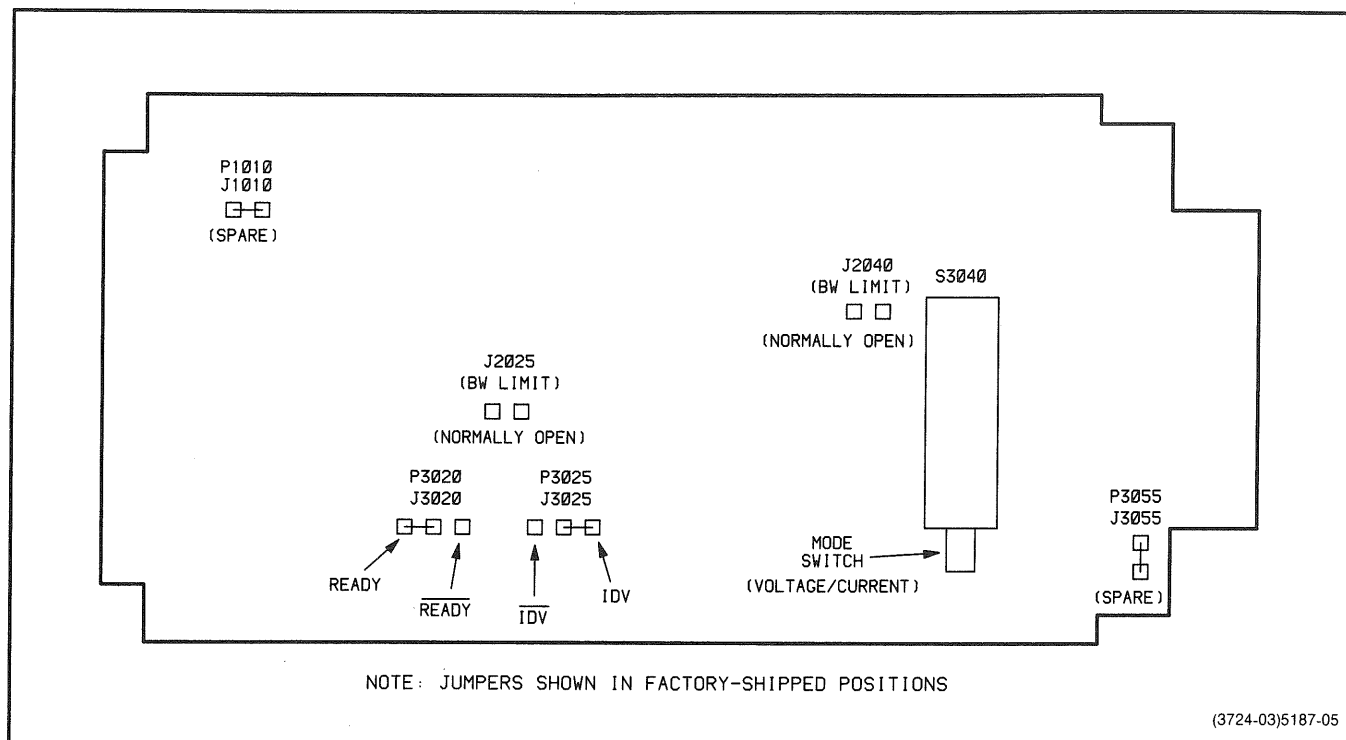 P1010
J1010
(SPARE)
J2040
(BW LIMIT)
(NORMALLY OPEN)
S3040
J2025
(BW LIMIT)
(NORMALLY OPEN)
P3020
J3020
P3025
J3025
READY
R̅E̅A̅D̅Y̅
I̅D̅V̅
IDV
MODE
SWITCH
(VOLTAGE/CURRENT)
P3055
J3055
(SPARE)
NOTE: JUMPERS SHOWN IN FACTORY-SHIPPED POSITIONS
(3724-03)5187-05